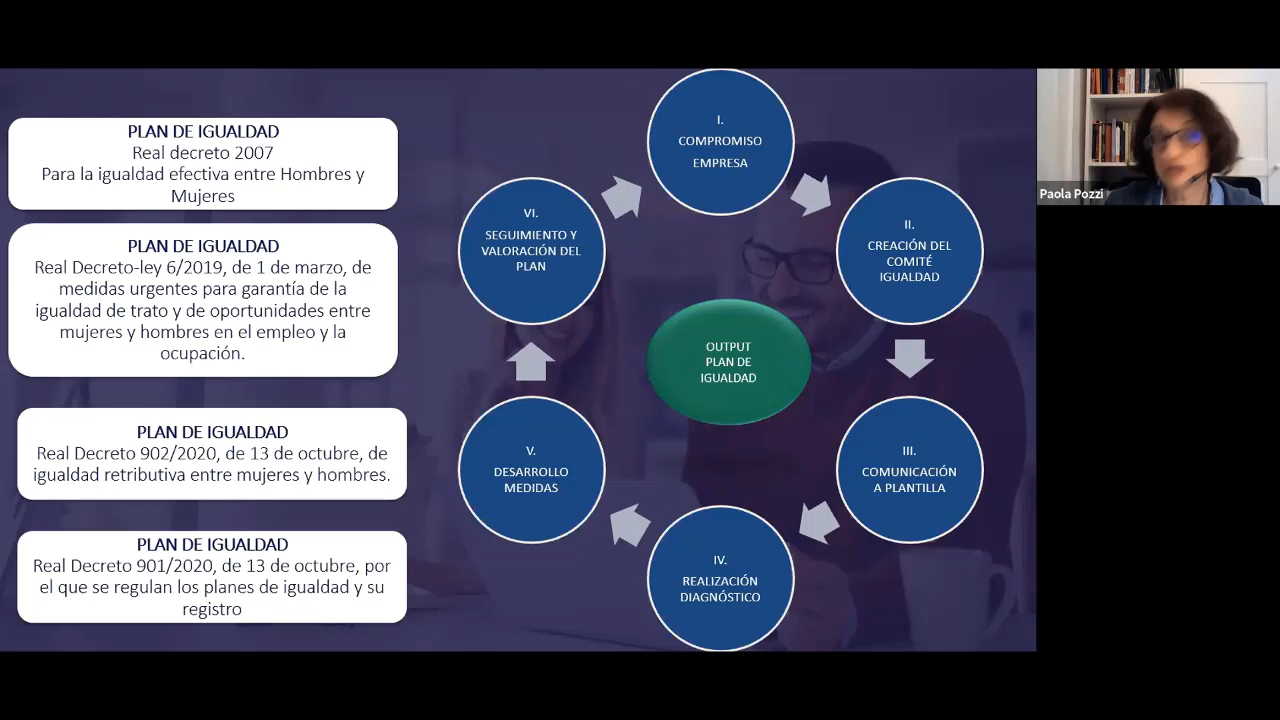 PLAN DE IGUALDAD
Real decreto 2007
Para la igualdad efectiva entre Hombres y
Mujeres
PLAN DE IGUALDAD
Real Decreto-ley 6/2019, de 1 de marzo, de
medidas urgentes para garantía de la
igualdad de trato y de oportunidades entre
mujeres y hombres en el empleo y la
ocupación.
PLAN DE IGUALDAD
Real Decreto 902/2020, de 13 de octubre, de
igualdad retributiva entre mujeres y hombres.
PLAN DE IGUALDAD
Real Decreto 901/2020, de 13 de octubre, por
el que se regulan los planes de igualdad y su
registro
I.
COMPROMISO
EMPRESA
II.
CREACIÓN DEL
COMITÉ
IGUALDAD
III.
COMUNICACIÓN
A PLANTILLA
IV.
REALIZACIÓN
DIAGNÓSTICO
V.
DESARROLLO
MEDIDAS
VI.
SEGUIMIENTO Y
VALORACIÓN DEL
PLAN
OUTPUT
PLAN DE
IGUALDAD
Paola Pozzi